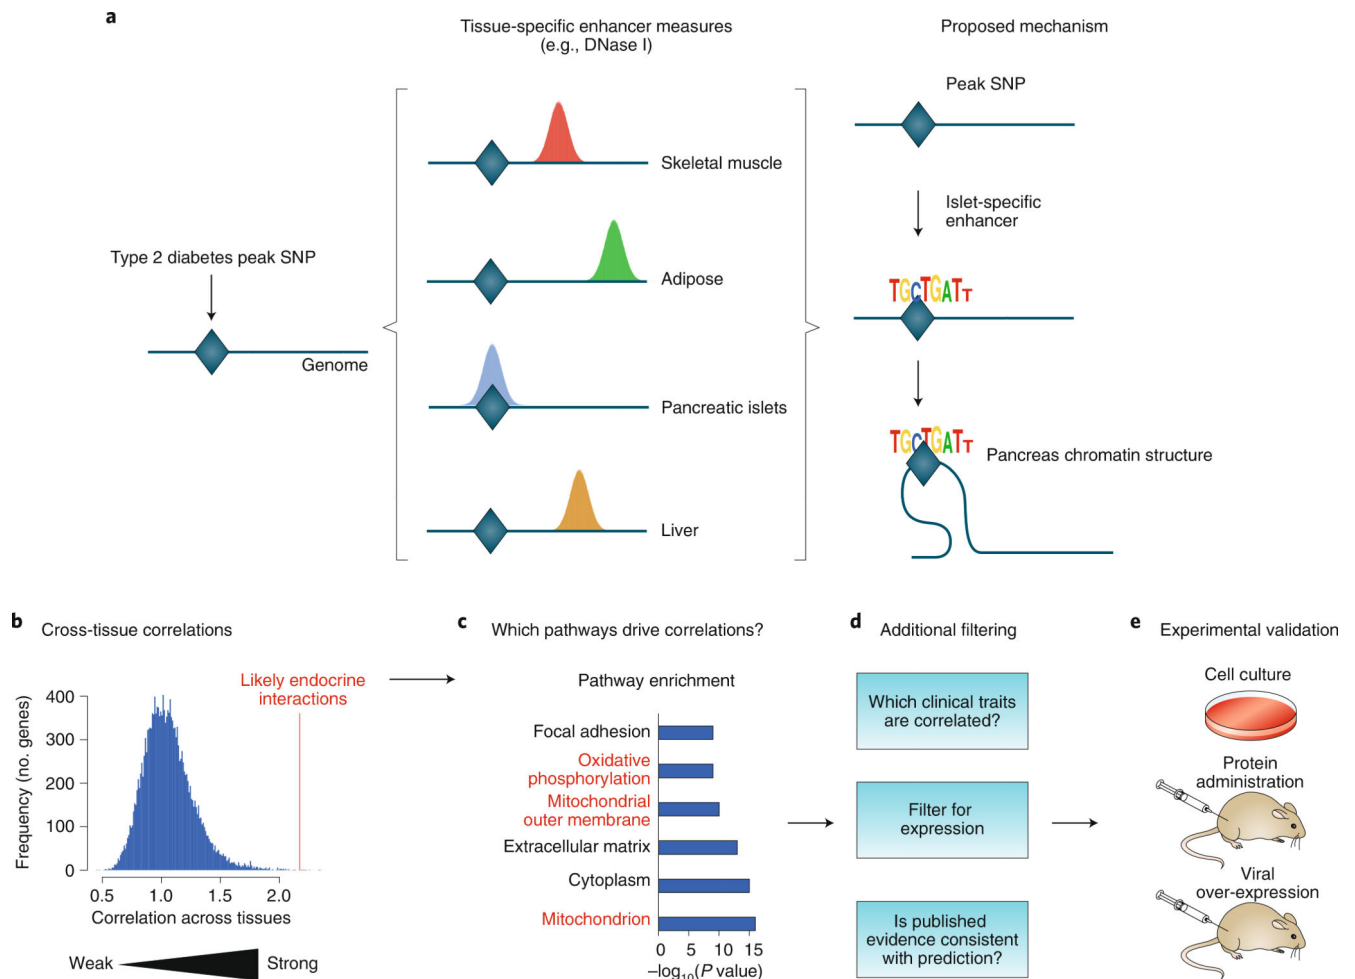 a
Tissue-specific enhancer measures
(e.g., DNase I)
Proposed mechanism
Peak SNP
Skeletal muscle
Islet-specific
enhancer
Type 2 diabetes peak SNP
Adipose
TGCTGATT
Genome
Pancreatic islets
TGCTGATT
Pancreas chromatin structure
Liver
b Cross-tissue correlations
Likely endocrine
interactions
Frequency (no. genes)
400
300
200
100
0
0.5 1.0 1.5 2.0
Correlation across tissues
Weak Strong
c Which pathways drive correlations?
Pathway enrichment
Focal adhesion
Oxidative
phosphorylation
Mitochondrial
outer membrane
Extracellular matrix
Cytoplasm
Mitochondrion
0 5 10 15
–log10(P value)
d Additional filtering
Which clinical traits
are correlated?
Filter for
expression
Is published
evidence consistent
with prediction?
e Experimental validation
Cell culture
Protein
administration
Viral
over-expression